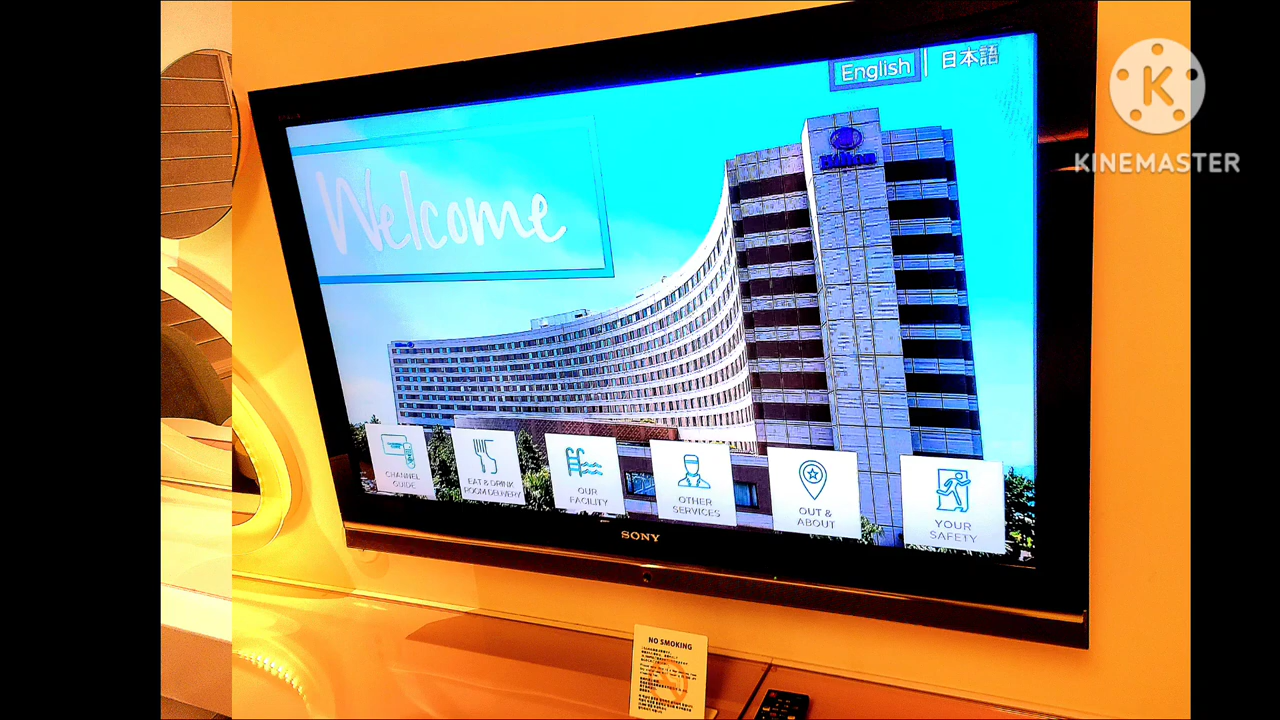 English | 日本語
K
KINEMASTER
Hilton
Welcome
CHANNEL
GUIDE
EAT & DRINK
ROOM DELIVERY
OUR
FACILITY
OTHER
SERVICES
OUT &
ABOUT
YOUR
SAFETY
SONY
NO SMOKING